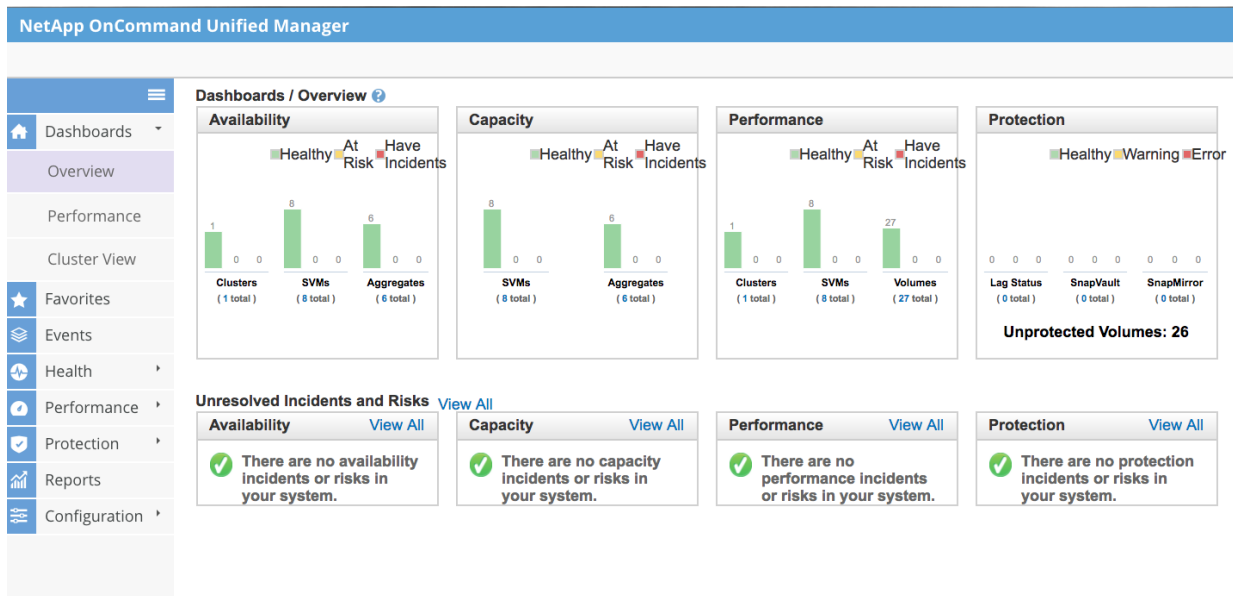 NetApp OnCommand Unified Manager
Dashboards
Overview
Performance
Cluster View
Favorites
Events
Health
Performance
Protection
Reports
Configuration
Dashboards / Overview ?
Availability
Healthy At Risk Have Incidents
1 0 0 8 0 0 6 0 0
Clusters SVMs Aggregates
( 1 total ) ( 8 total ) ( 6 total )
Capacity
Healthy At Risk Have Incidents
8 0 0 6 0 0
SVMs Aggregates
( 8 total ) ( 6 total )
Performance
Healthy At Risk Have Incidents
1 0 0 8 0 0 27 0 0
Clusters SVMs Volumes
( 1 total ) ( 8 total ) ( 27 total )
Protection
Healthy Warning Error
0 0 0 0 0 0 0 0 0
Lag Status SnapVault SnapMirror
( 0 total ) ( 0 total ) ( 0 total )
Unprotected Volumes: 26
Unresolved Incidents and Risks View All
Availability View All
There are no availability
incidents or risks in
your system.
Capacity View All
There are no capacity
incidents or risks in
your system.
Performance View All
There are no
performance incidents
or risks in your system.
Protection View All
There are no protection
incidents or risks in
your system.